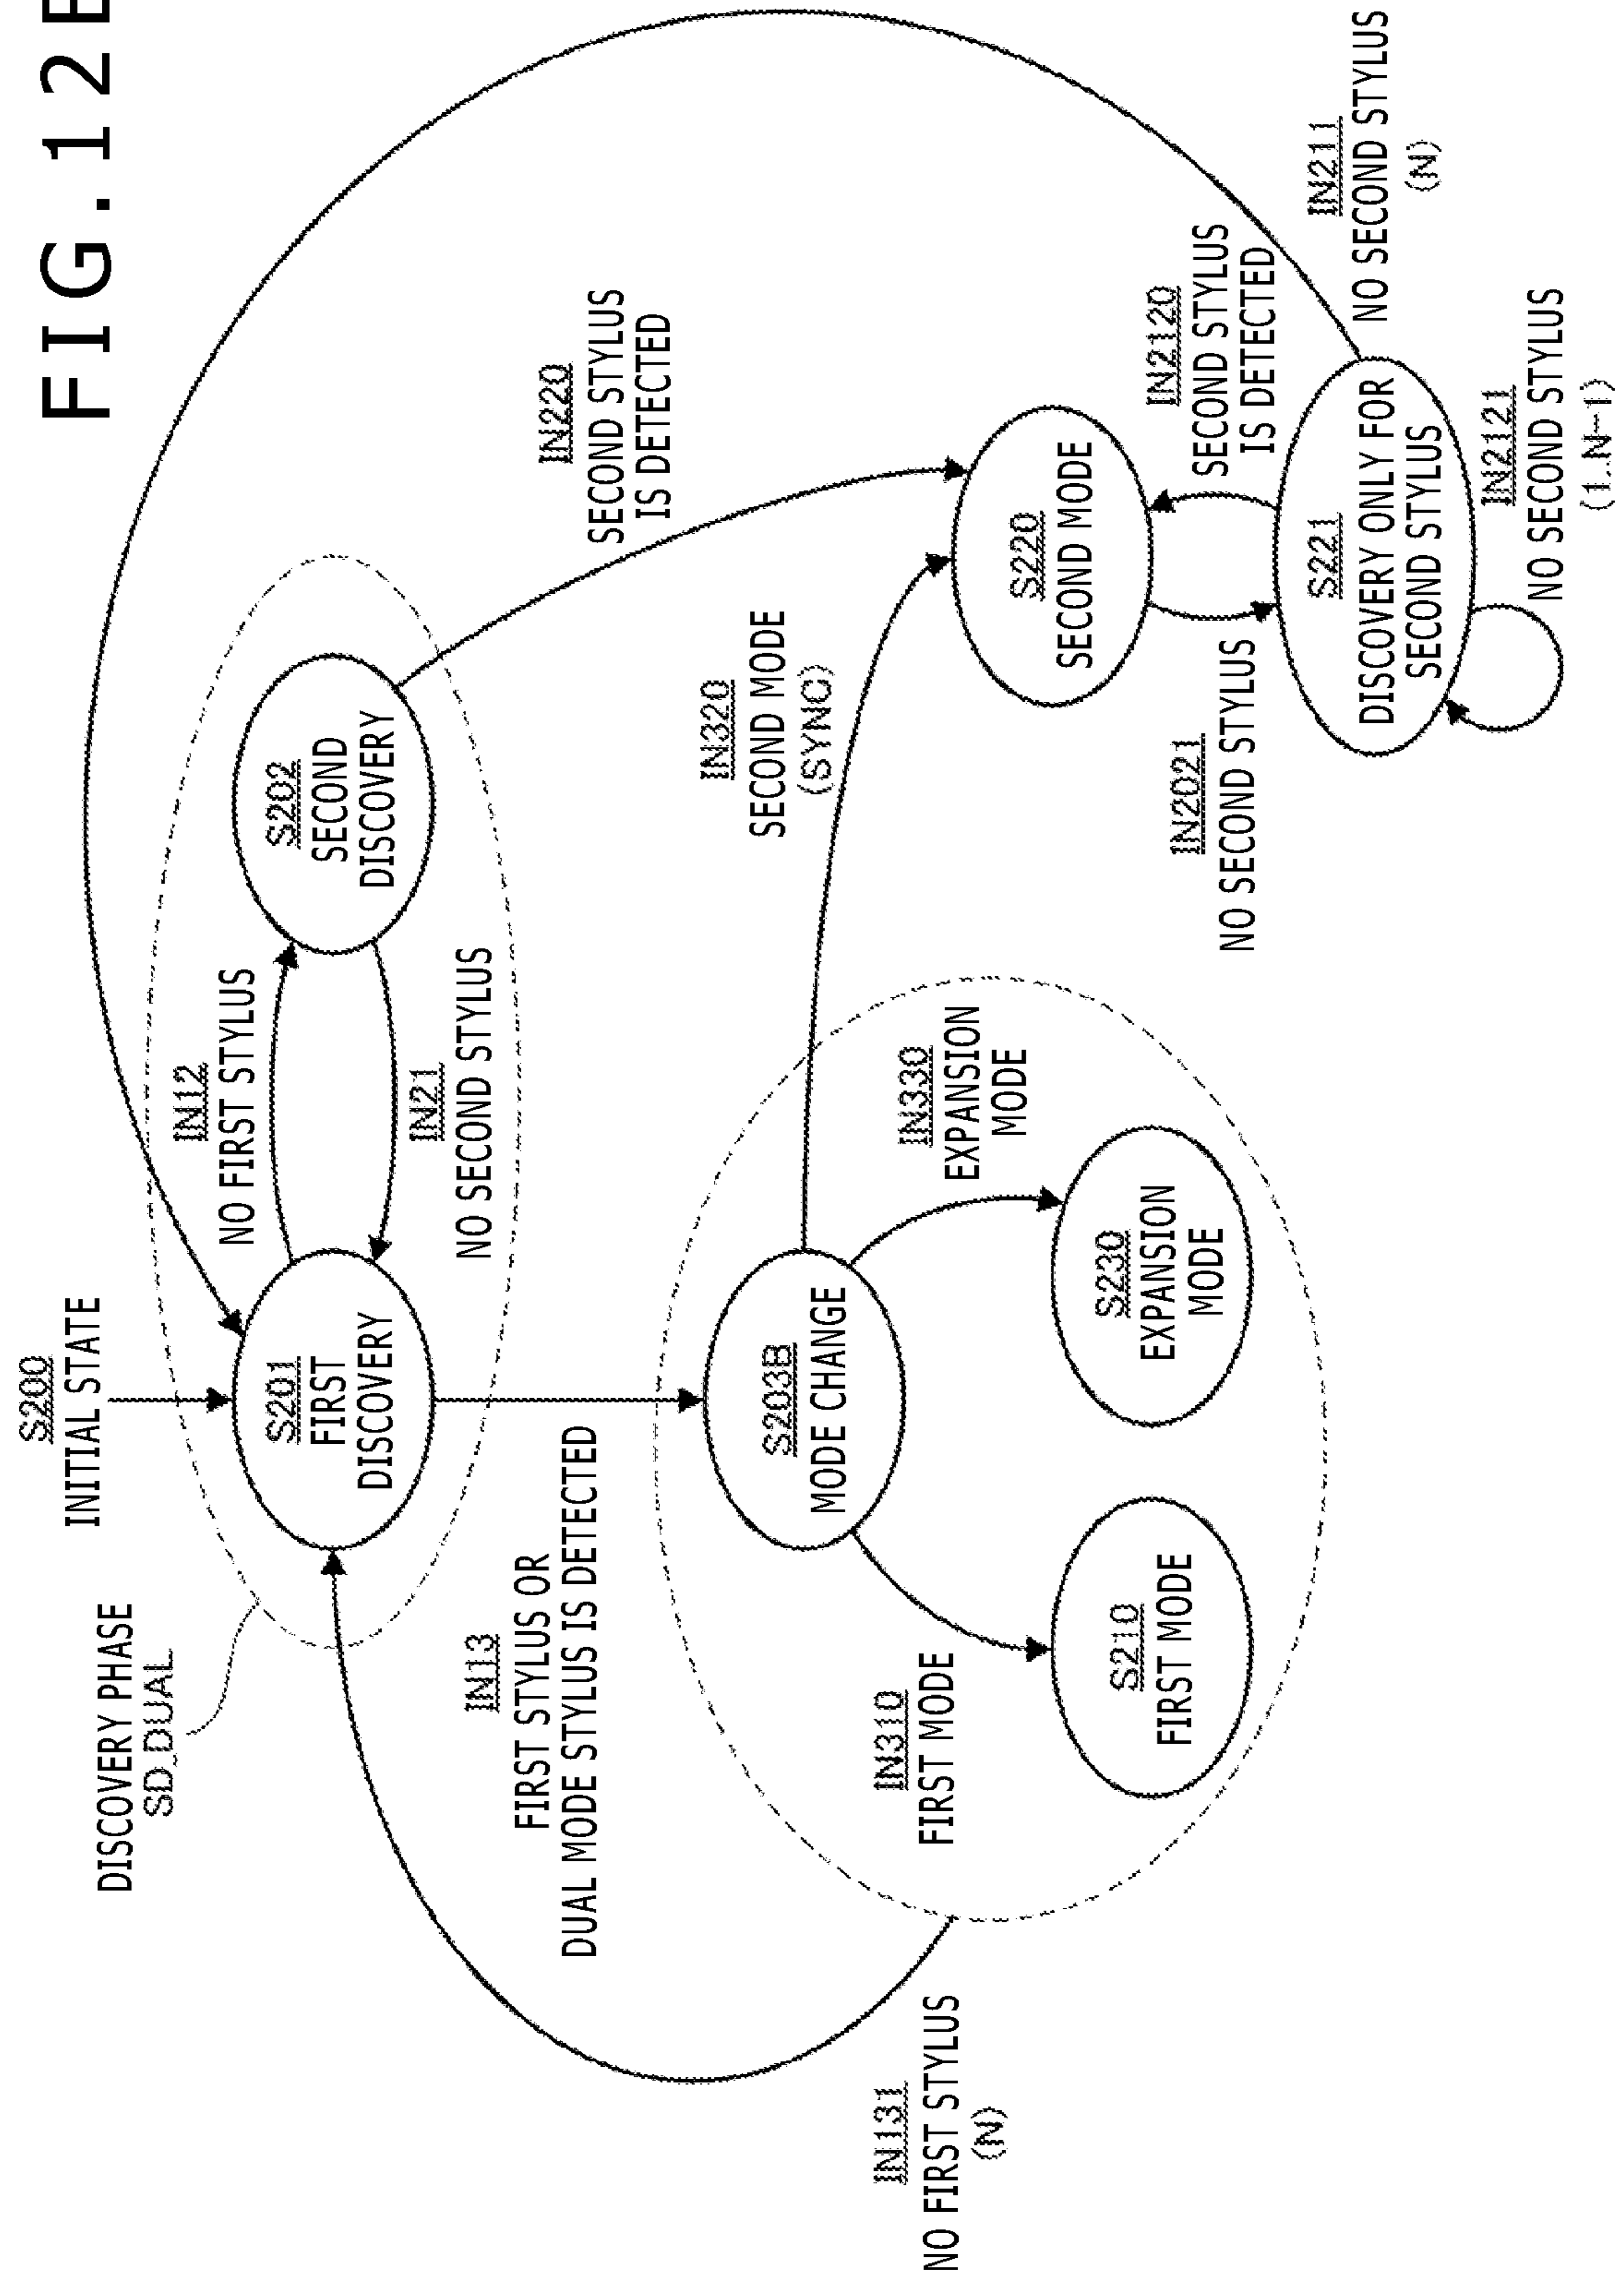 FIG.12B
S200
INITIAL STATE
DISCOVERY PHASE
SD_DUAL
S201
FIRST
DISCOVERY
IN12
NO FIRST STYLUS
S202
SECOND
DISCOVERY
IN21
NO SECOND STYLUS
IN13
FIRST STYLUS OR
DUAL MODE STYLUS IS DETECTED
IN220
SECOND STYLUS
IS DETECTED
IN320
SECOND MODE
(SYNC)
S203B
MODE CHANGE
IN131
NO FIRST STYLUS
(N)
IN310
FIRST MODE
IN330
EXPANSION
MODE
S210
FIRST MODE
S230
EXPANSION
MODE
S220
SECOND MODE
IN2021
NO SECOND STYLUS
IN2120
SECOND STYLUS
IS DETECTED
S221
DISCOVERY ONLY FOR
SECOND STYLUS
IN211
NO SECOND STYLUS
(N)
IN2121
NO SECOND STYLUS
(1..N-1)